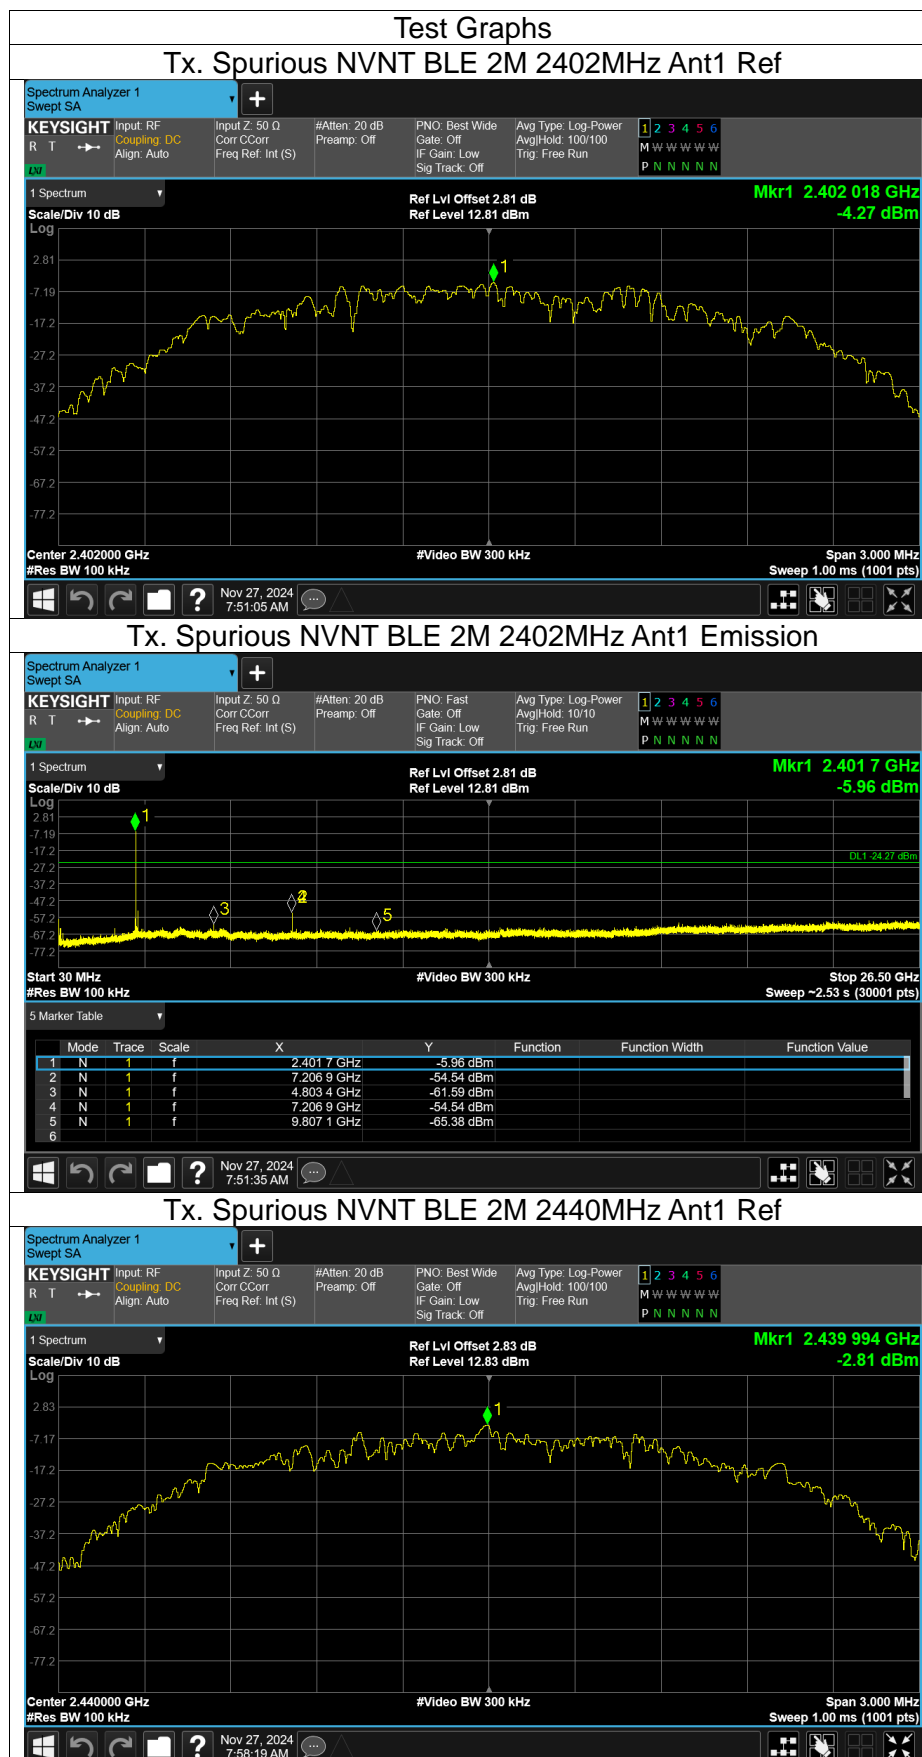 Test Graphs
Tx. Spurious NVNT BLE 2M 2402MHz Ant1 Ref
Spectrum Analyzer 1
Swept SA
KEYSIGHT Input: RF Input Z: 50 Ω #Atten: 20 dB PNO: Best Wide Avg Type: Log-Power 1 2 3 4 5 6
R T Coupling: DC Corr CCorr Preamp: Off Gate: Off Avg|Hold: 100/100 M W W W W W
Align: Auto Freq Ref: Int (S) IF Gain: Low Trig: Free Run
LXI Sig Track: Off P N N N N N
1 Spectrum Ref Lvl Offset 2.81 dB Mkr1 2.402 018 GHz
Scale/Div 10 dB Ref Level 12.81 dBm -4.27 dBm
Log
1
2.81
-7.19
-17.2
-27.2
-37.2
-47.2
-57.2
-67.2
-77.2
Center 2.402000 GHz #Video BW 300 kHz Span 3.000 MHz
#Res BW 100 kHz Sweep 1.00 ms (1001 pts)
? Nov 27, 2024
7:51:05 AM
Tx. Spurious NVNT BLE 2M 2402MHz Ant1 Emission
Spectrum Analyzer 1
Swept SA
KEYSIGHT Input: RF Input Z: 50 Ω #Atten: 20 dB PNO: Fast Avg Type: Log-Power 1 2 3 4 5 6
R T Coupling: DC Corr CCorr Preamp: Off Gate: Off Avg|Hold: 10/10 M W W W W W
Align: Auto Freq Ref: Int (S) IF Gain: Low Trig: Free Run
LXI Sig Track: Off P N N N N N
1 Spectrum Ref Lvl Offset 2.81 dB Mkr1 2.401 7 GHz
Scale/Div 10 dB Ref Level 12.81 dBm -5.96 dBm
Log
2.81 1
-7.19
-17.2
DL1 -24.27 dBm
-27.2
-37.2
-47.2 2 4
-57.2 3 5
-67.2
-77.2
Start 30 MHz #Video BW 300 kHz Stop 26.50 GHz
#Res BW 100 kHz Sweep ~2.53 s (30001 pts)
5 Marker Table
Mode Trace Scale X Y Function Function Width Function Value
1 N 1 f 2.401 7 GHz -5.96 dBm
2 N 1 f 7.206 9 GHz -54.54 dBm
3 N 1 f 4.803 4 GHz -61.59 dBm
4 N 1 f 7.206 9 GHz -54.54 dBm
5 N 1 f 9.807 1 GHz -65.38 dBm
6
? Nov 27, 2024
7:51:35 AM
Tx. Spurious NVNT BLE 2M 2440MHz Ant1 Ref
Spectrum Analyzer 1
Swept SA
KEYSIGHT Input: RF Input Z: 50 Ω #Atten: 20 dB PNO: Best Wide Avg Type: Log-Power 1 2 3 4 5 6
R T Coupling: DC Corr CCorr Preamp: Off Gate: Off Avg|Hold: 100/100 M W W W W W
Align: Auto Freq Ref: Int (S) IF Gain: Low Trig: Free Run
LXI Sig Track: Off P N N N N N
1 Spectrum Ref Lvl Offset 2.83 dB Mkr1 2.439 994 GHz
Scale/Div 10 dB Ref Level 12.83 dBm -2.81 dBm
Log
2.83 1
-7.17
-17.2
-27.2
-37.2
-47.2
-57.2
-67.2
-77.2
Center 2.440000 GHz #Video BW 300 kHz Span 3.000 MHz
#Res BW 100 kHz Sweep 1.00 ms (1001 pts)
? Nov 27, 2024
7:58:19 AM